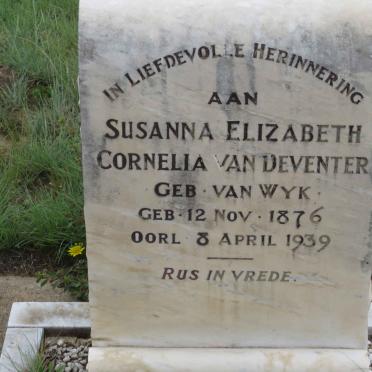 IN LIEFDEVOLLE HERINNERING
AAN
SUSANNA ELIZABETH
CORNELIA VAN DEVENTER
GEB · VAN WYK ·
GEB · 12 NOV · 1876
OORL · 8 APRIL · 1939
RUS IN VREDE.